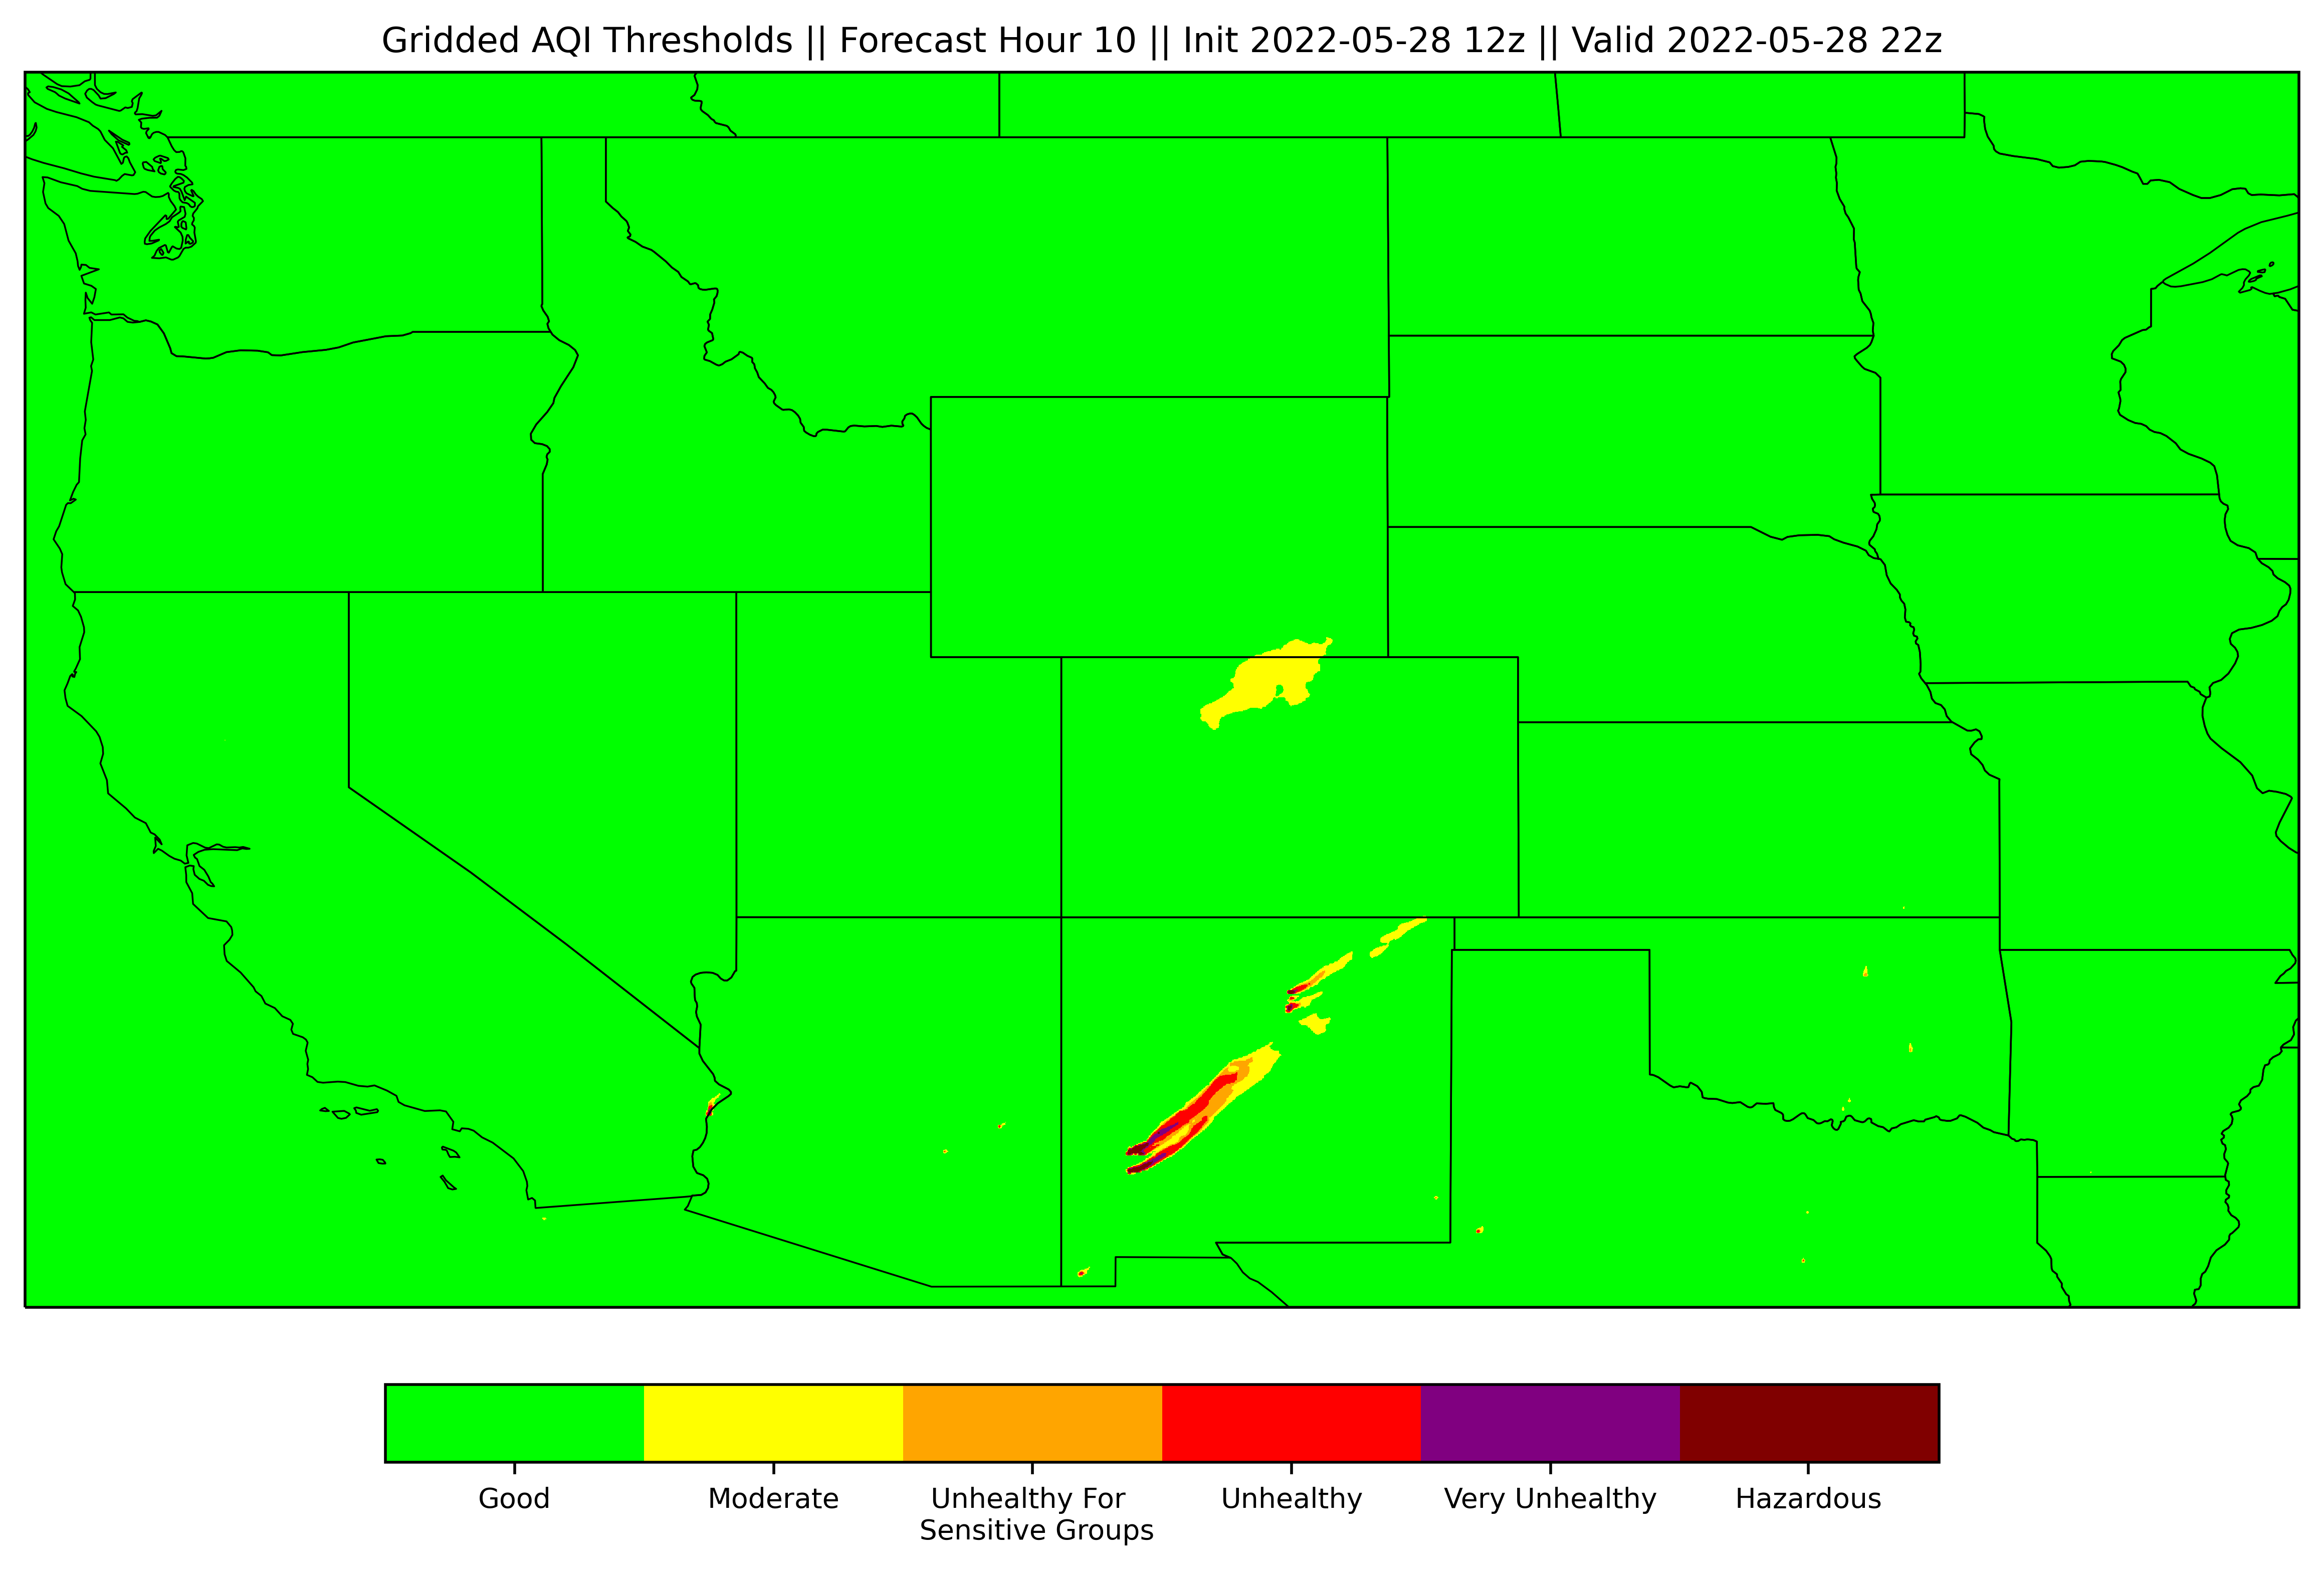 Gridded AQI Thresholds || Forecast Hour 10 || Init 2022-05-28 12z || Valid 2022-05-28 22z
Good
Moderate
Unhealthy For
Sensitive Groups
Unhealthy
Very Unhealthy
Hazardous